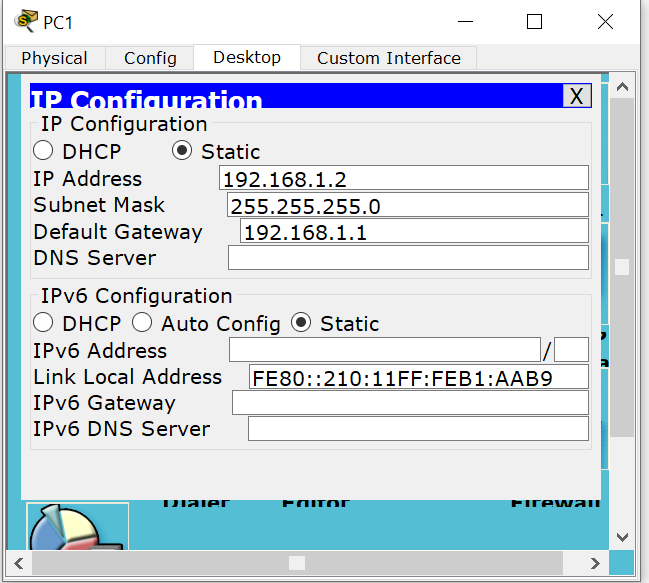 PC1
Physical Config Desktop Custom Interface
IP Configuration X
IP Configuration
DHCP Static
IP Address 192.168.1.2
Subnet Mask 255.255.255.0
Default Gateway 192.168.1.1
DNS Server
IPv6 Configuration
DHCP Auto Config Static
IPv6 Address /
Link Local Address FE80::210:11FF:FEB1:AAB9
IPv6 Gateway
IPv6 DNS Server
Dialer Editor Firewall